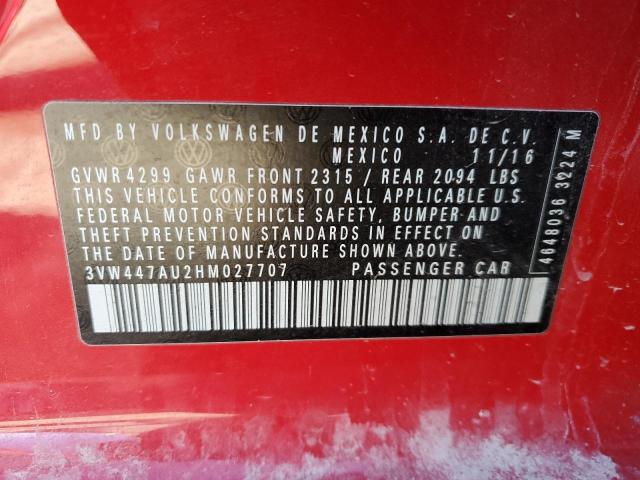 MFD BY VOLKSWAGEN DE MEXICO S.A. DE C.V.
MEXICO 11/16
GVWR 4299 GAWR FRONT 2315 / REAR 2094 LBS
THIS VEHICLE CONFORMS TO ALL APPLICABLE U.S.
FEDERAL MOTOR VEHICLE SAFETY, BUMPER AND
THEFT PREVENTION STANDARDS IN EFFECT ON
THE DATE OF MANUFACTURE SHOWN ABOVE.
3VW447AU2HM027707 PASSENGER CAR
4648036 3224 M